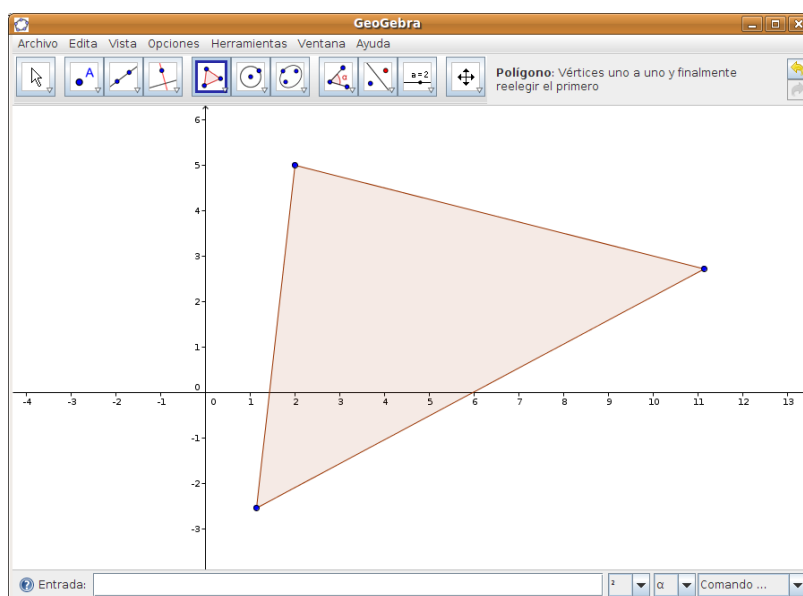 GeoGebra
Archivo Edita Vista Opciones Herramientas Ventana Ayuda
A α a=2 Polígono: Vértices uno a uno y finalmente
reelegir el primero
6
5
4
3
2
1
0
-4 -3 -2 -1 0 1 2 3 4 5 6 7 8 9 10 11 12 13
-1
-2
-3
Entrada: ² α Comando ...